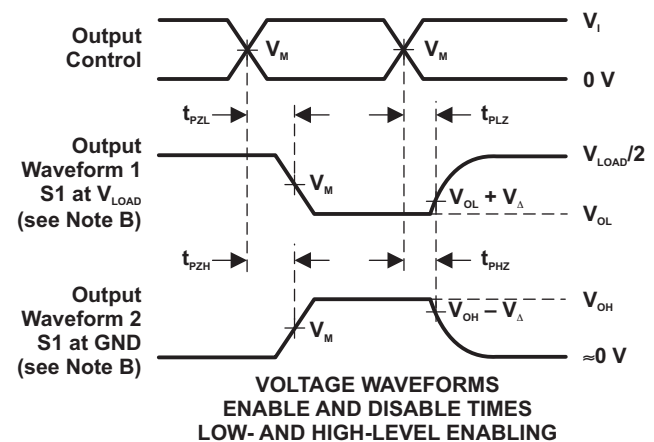 Output
Control
V_M
V_M
V_I
0 V
t_PZL
t_PLZ
Output
Waveform 1
S1 at V_LOAD
(see Note B)
V_M
V_OL + V_Δ
V_LOAD/2
V_OL
t_PZH
t_PHZ
Output
Waveform 2
S1 at GND
(see Note B)
V_M
V_OH − V_Δ
V_OH
≈0 V
VOLTAGE WAVEFORMS
ENABLE AND DISABLE TIMES
LOW- AND HIGH-LEVEL ENABLING